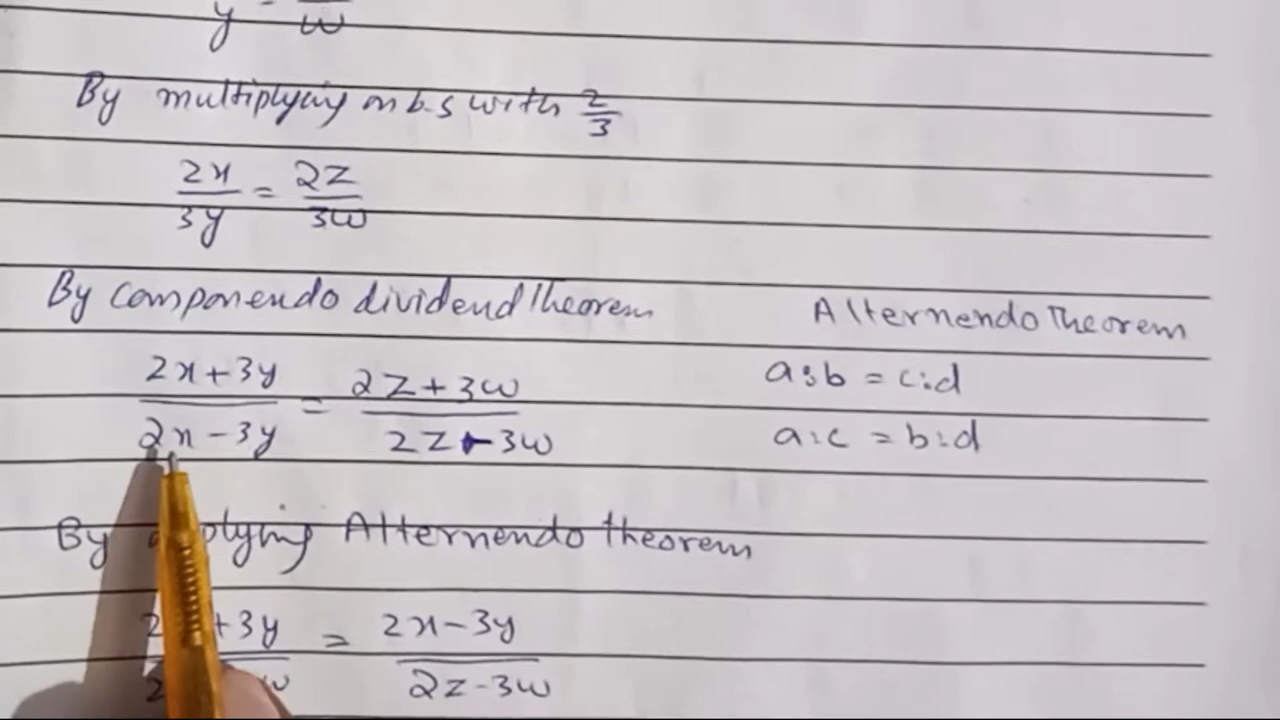 y w
By multiplying on b.s with 2/3
2x/3y = 2z/3w
By componendo dividend Theorem
2x+3y/2x-3y = 2z+3w/2z-3w
Alternendo Theorem
a:b = c:d
a:c = b:d
By Alternendo theorem
+3y = 2x-3y/2z-3w